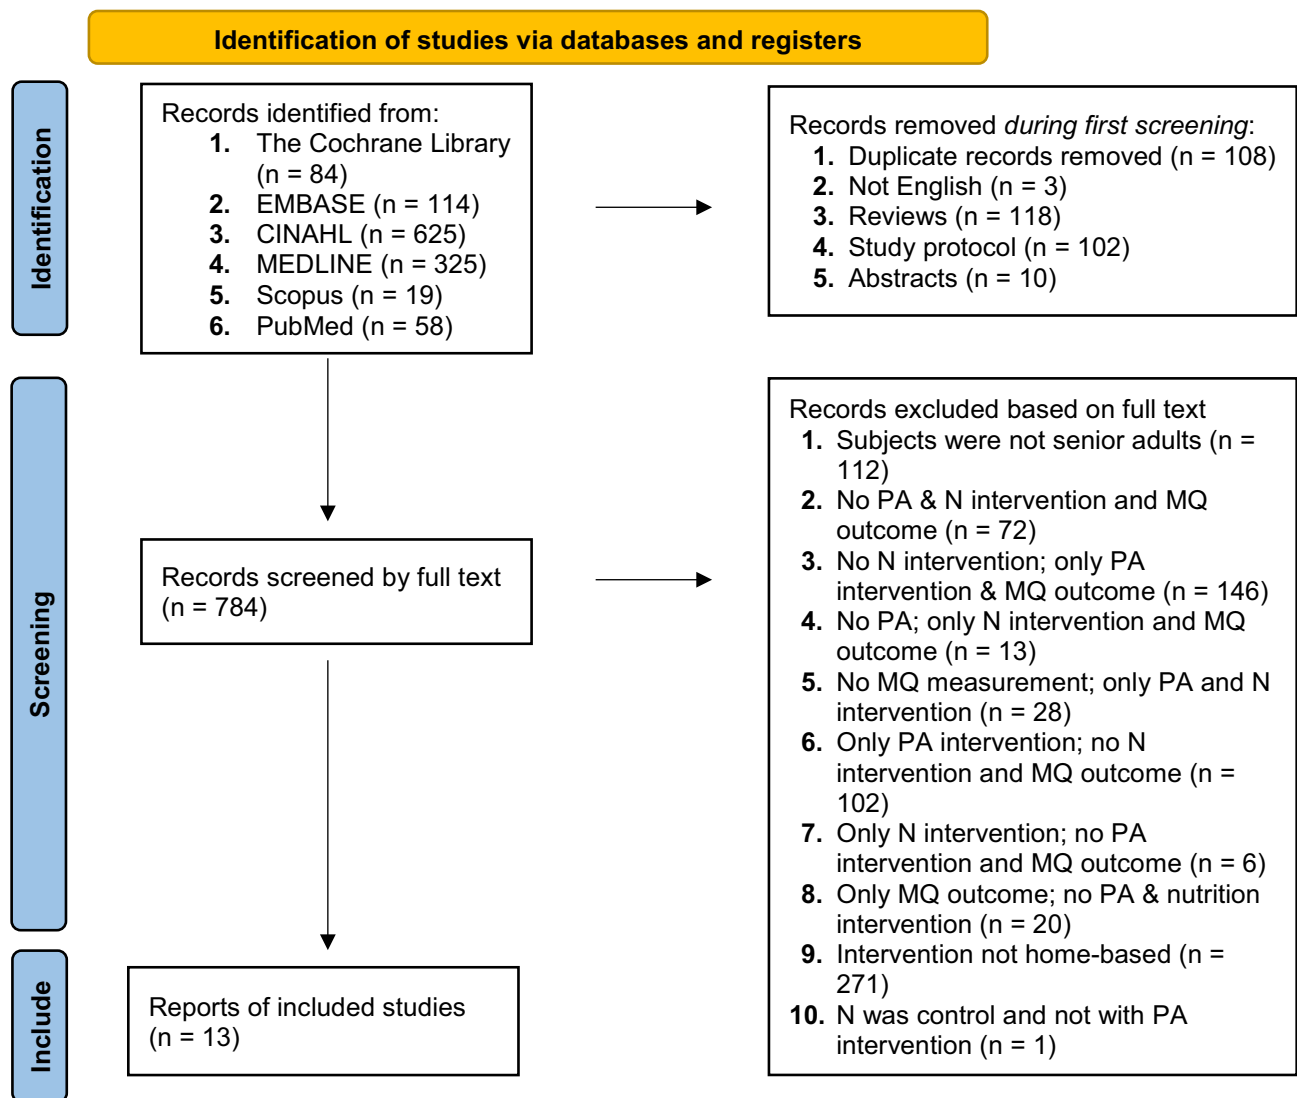 Identification of studies via databases and registers
Identification
Records identified from:
1. The Cochrane Library
(n = 84)
2. EMBASE (n = 114)
3. CINAHL (n = 625)
4. MEDLINE (n = 325)
5. Scopus (n = 19)
6. PubMed (n = 58)
Records removed during first screening:
1. Duplicate records removed (n = 108)
2. Not English (n = 3)
3. Reviews (n = 118)
4. Study protocol (n = 102)
5. Abstracts (n = 10)
Screening
Records screened by full text
(n = 784)
Records excluded based on full text
1. Subjects were not senior adults (n =
112)
2. No PA & N intervention and MQ
outcome (n = 72)
3. No N intervention; only PA
intervention & MQ outcome (n = 146)
4. No PA; only N intervention and MQ
outcome (n = 13)
5. No MQ measurement; only PA and N
intervention (n = 28)
6. Only PA intervention; no N
intervention and MQ outcome (n =
102)
7. Only N intervention; no PA
intervention and MQ outcome (n = 6)
8. Only MQ outcome; no PA & nutrition
intervention (n = 20)
9. Intervention not home-based (n =
271)
10. N was control and not with PA
intervention (n = 1)
Include
Reports of included studies
(n = 13)